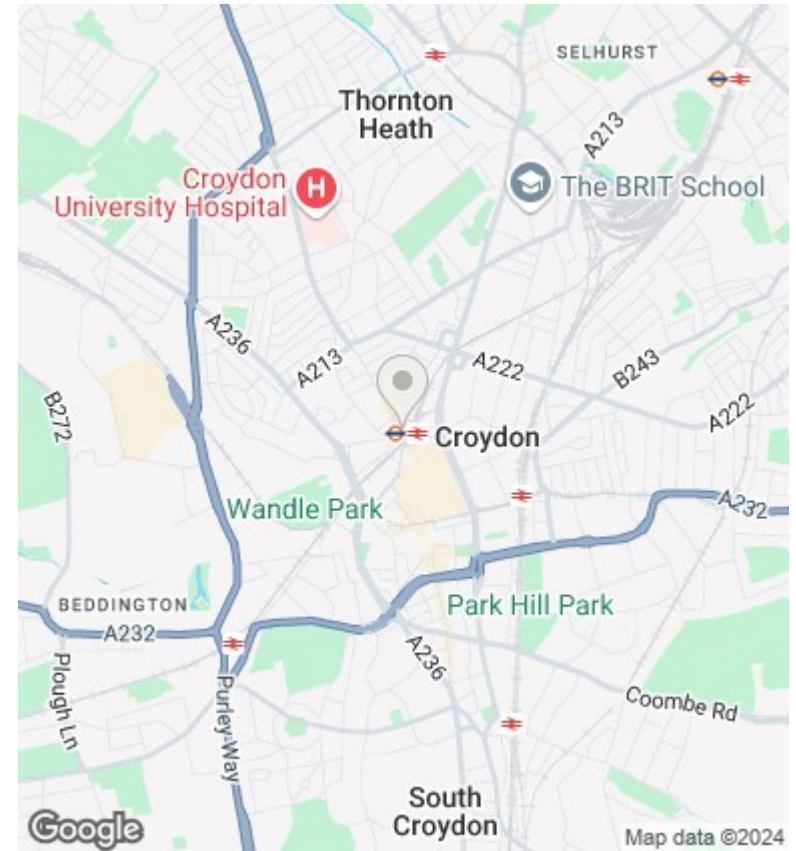 SELHURST
Thornton
Heath
A213
Croydon
University Hospital
H
The BRIT School
A236
A213
A222
B243
B272
A222
Croydon
Wandle Park
A232
BEDDINGTON
Park Hill Park
A232
A236
Plough Ln
Purley Way
Coombe Rd
South
Croydon
Google
Map data ©2024